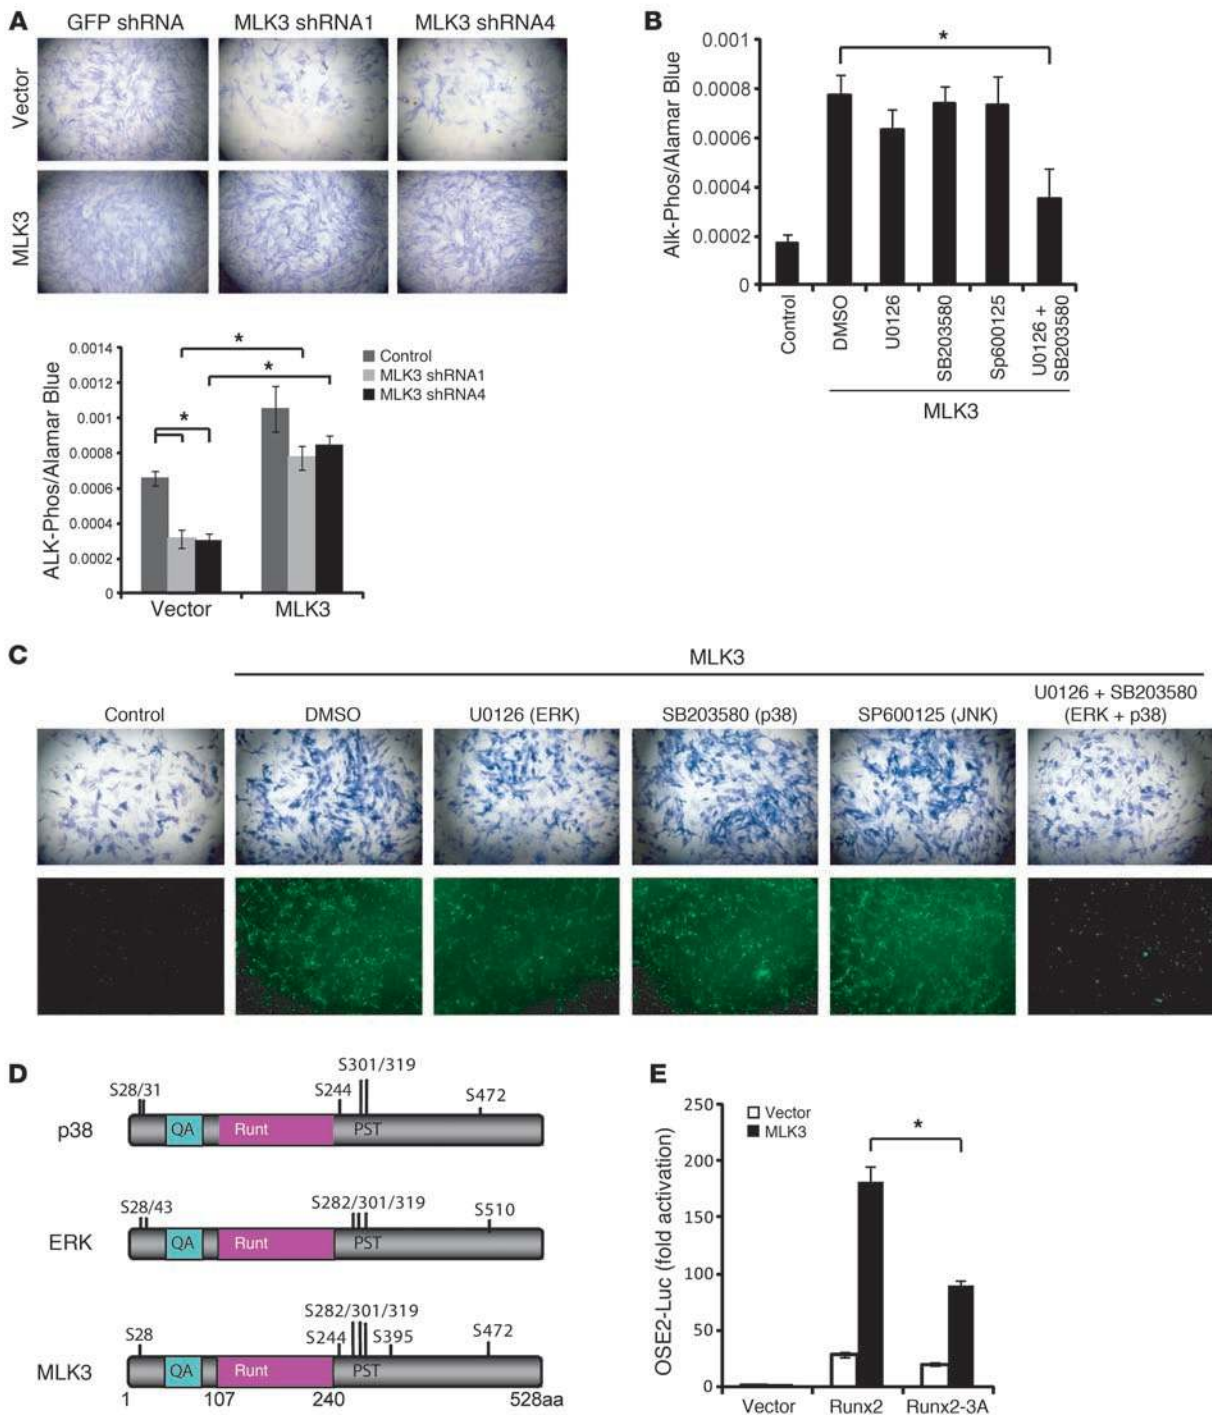 A
GFP shRNA MLK3 shRNA1 MLK3 shRNA4
Vector
MLK3
ALK-Phos/Alamar Blue
0.0014
0.0012
0.001
0.0008
0.0006
0.0004
0.0002
0
* * *
Control
MLK3 shRNA1
MLK3 shRNA4
Vector MLK3
B
Alk-Phos/Alamar Blue
0.001
0.0008
0.0006
0.0004
0.0002
0
*
Control
DMSO
U0126
SB203580
Sp600125
U0126 +
SB203580
MLK3
C
MLK3
Control DMSO U0126 (ERK) SB203580 (p38) SP600125 (JNK) U0126 + SB203580
(ERK + p38)
D
p38
S28/31 S244 S301/319 S472
QA Runt PST
ERK
S28/43 S282/301/319 S510
QA Runt PST
MLK3
S28 S244 S282/301/319 S395 S472
QA Runt PST
1 107 240 528aa
E
OSE2-Luc (fold activation)
250
200
150
100
50
0
Vector
MLK3
*
Vector Runx2 Runx2-3A